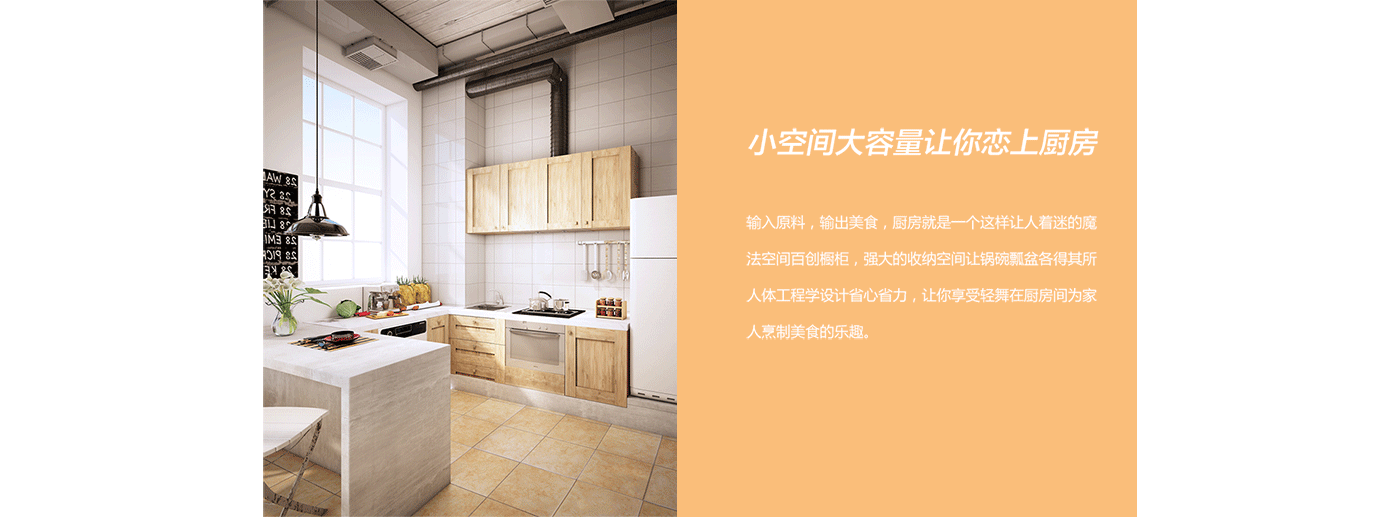 小空间大容量让你恋上厨房
输入原料，输出美食，厨房就是一个这样让人着迷的魔
法空间百创橱柜，强大的收纳空间让锅碗瓢盆各得其所
人体工程学设计省心省力，让你享受轻舞在厨房间为家
人烹制美食的乐趣。